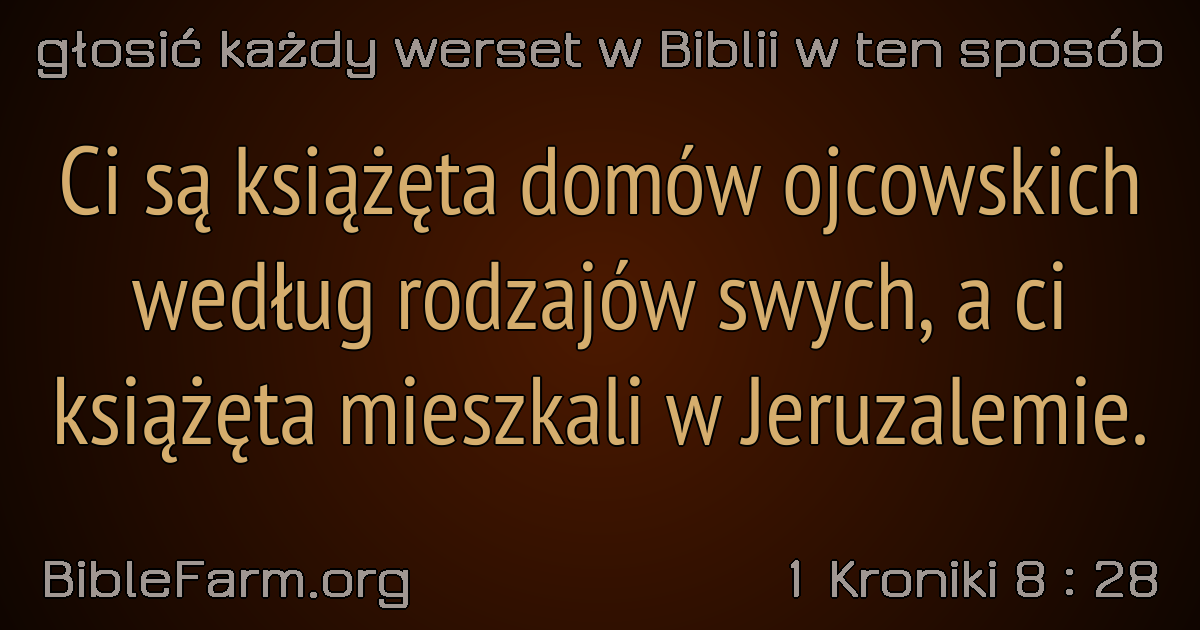 głosić każdy werset w Biblii w ten sposób
Ci są książęta domów ojcowskich
według rodzajów swych, a ci
książęta mieszkali w Jeruzalemie.
BibleFarm.org
1 Kroniki 8 : 28